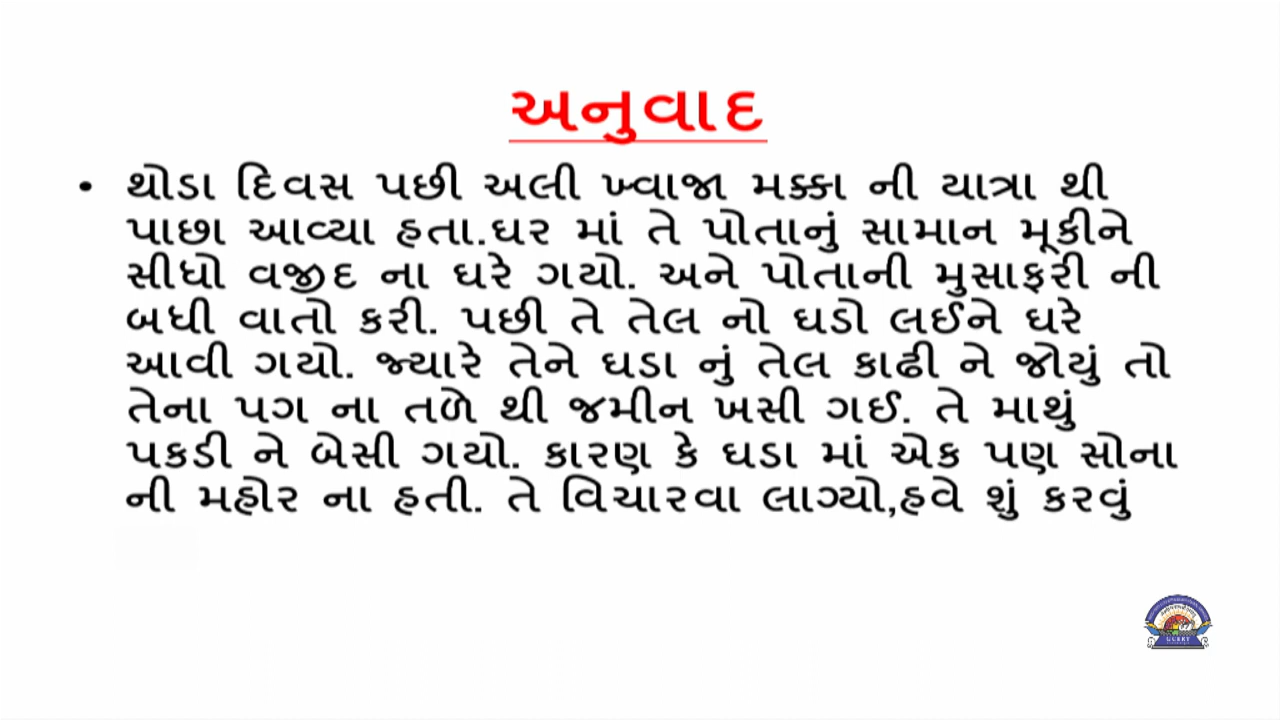 અનુવાદ
• થોડા દિવસ પછી અલી ખ્વાજા મક્કા ની યાત્રા થી
પાછા આવ્યા હતા.ઘર માં તે પોતાનું સામાન મૂકીને
સીધો વજીદ ના ઘરે ગયો. અને પોતાની મુસાફરી ની
બધી વાતો કરી. પછી તે તેલ નો ઘડો લઈને ઘરે
આવી ગયો. જ્યારે તેને ઘડા નું તેલ કાઢી ને જોયું તો
તેના પગ ના તળે થી જમીન ખસી ગઈ. તે માથું
પકડી ને બેસી ગયો. કારણ કે ઘડા માં એક પણ સોના
ની મહોર ના હતી. તે વિચારવા લાગ્યો,હવે શું કરવું